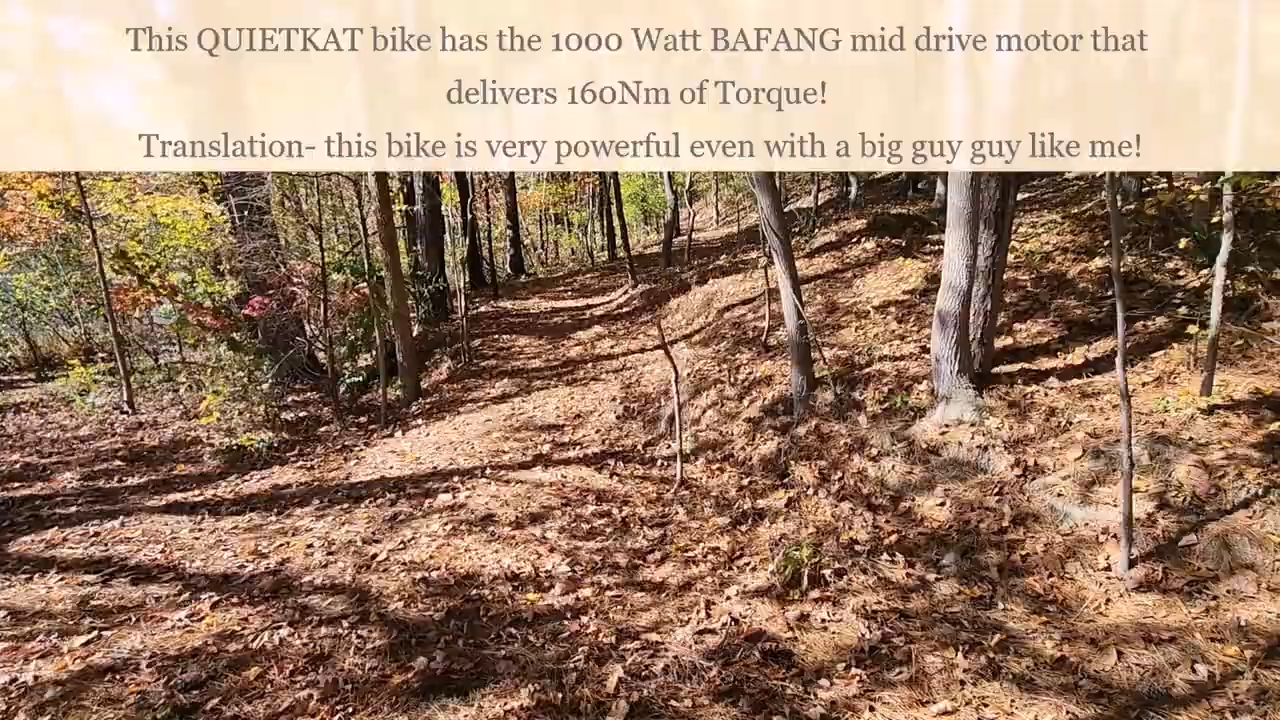 This QUIETKAT bike has the 1000 Watt BAFANG mid drive motor that
delivers 160Nm of Torque!
Translation- this bike is very powerful even with a big guy guy like me!